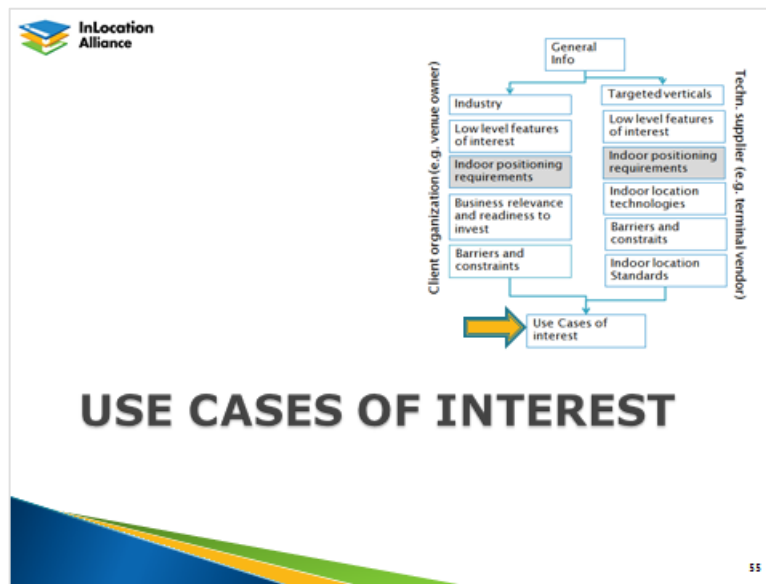 InLocation
Alliance
General
Info
Client organization(e.g. venue owner)
Industry
Low level features
of interest
Indoor positioning
requirements
Business relevance
and readiness to
invest
Barriers and
constraints
Targeted verticals
Low level features
of interest
Indoor positioning
requirements
Indoor location
technologies
Barriers and
constraits
Indoor location
Standards
Techn. supplier (e.g. terminal vendor)
Use Cases of
interest
USE CASES OF INTEREST
55